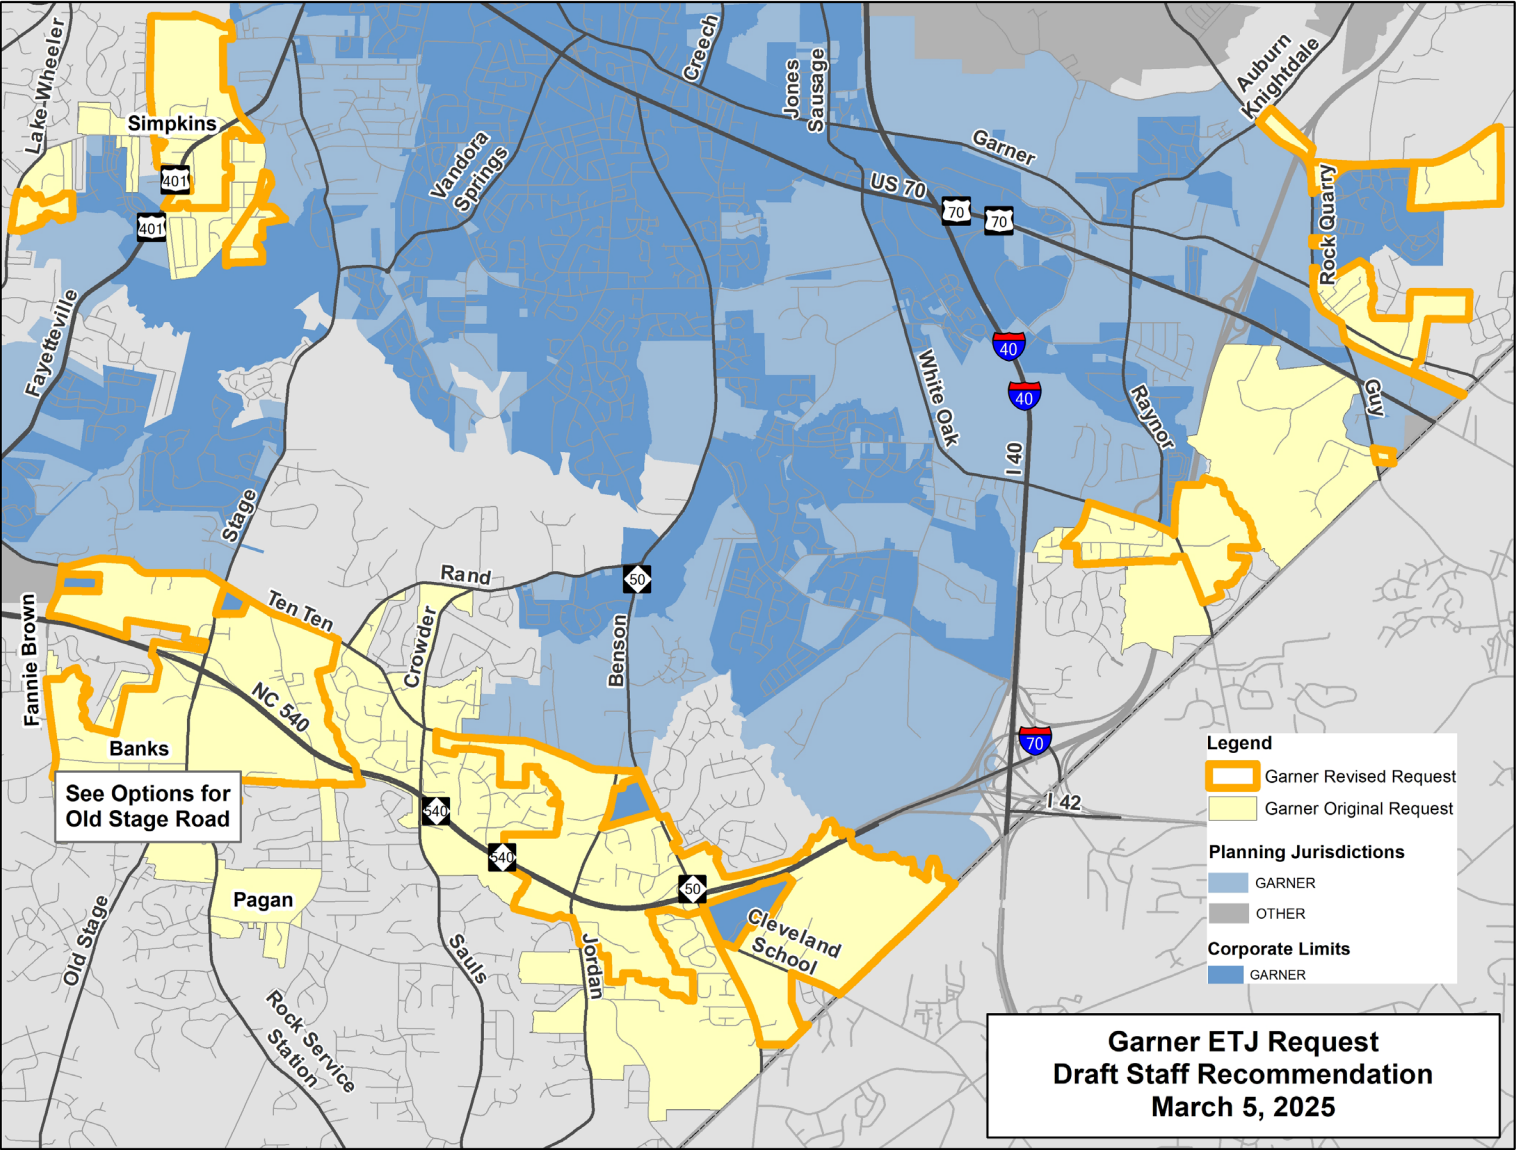 Lake-Wheeler
Simpkins
401
401
Fayetteville
Stage
Vandora
Springs
Creech
Jones
Sausage
Garner
US 70
70
70
Auburn
Knightdale
Rock Quarry
40
40
White Oak
I 40
Raynor
Guy
Rand
50
Ten Ten
Crowder
Benson
Fannie Brown
NC 540
Banks
See Options for
Old Stage Road
540
540
50
70
I 42
Pagan
Old Stage
Rock Service
Station
Sauls
Jordan
Cleveland
School
Legend
Garner Revised Request
Garner Original Request
Planning Jurisdictions
GARNER
OTHER
Corporate Limits
GARNER
Garner ETJ Request
Draft Staff Recommendation
March 5, 2025